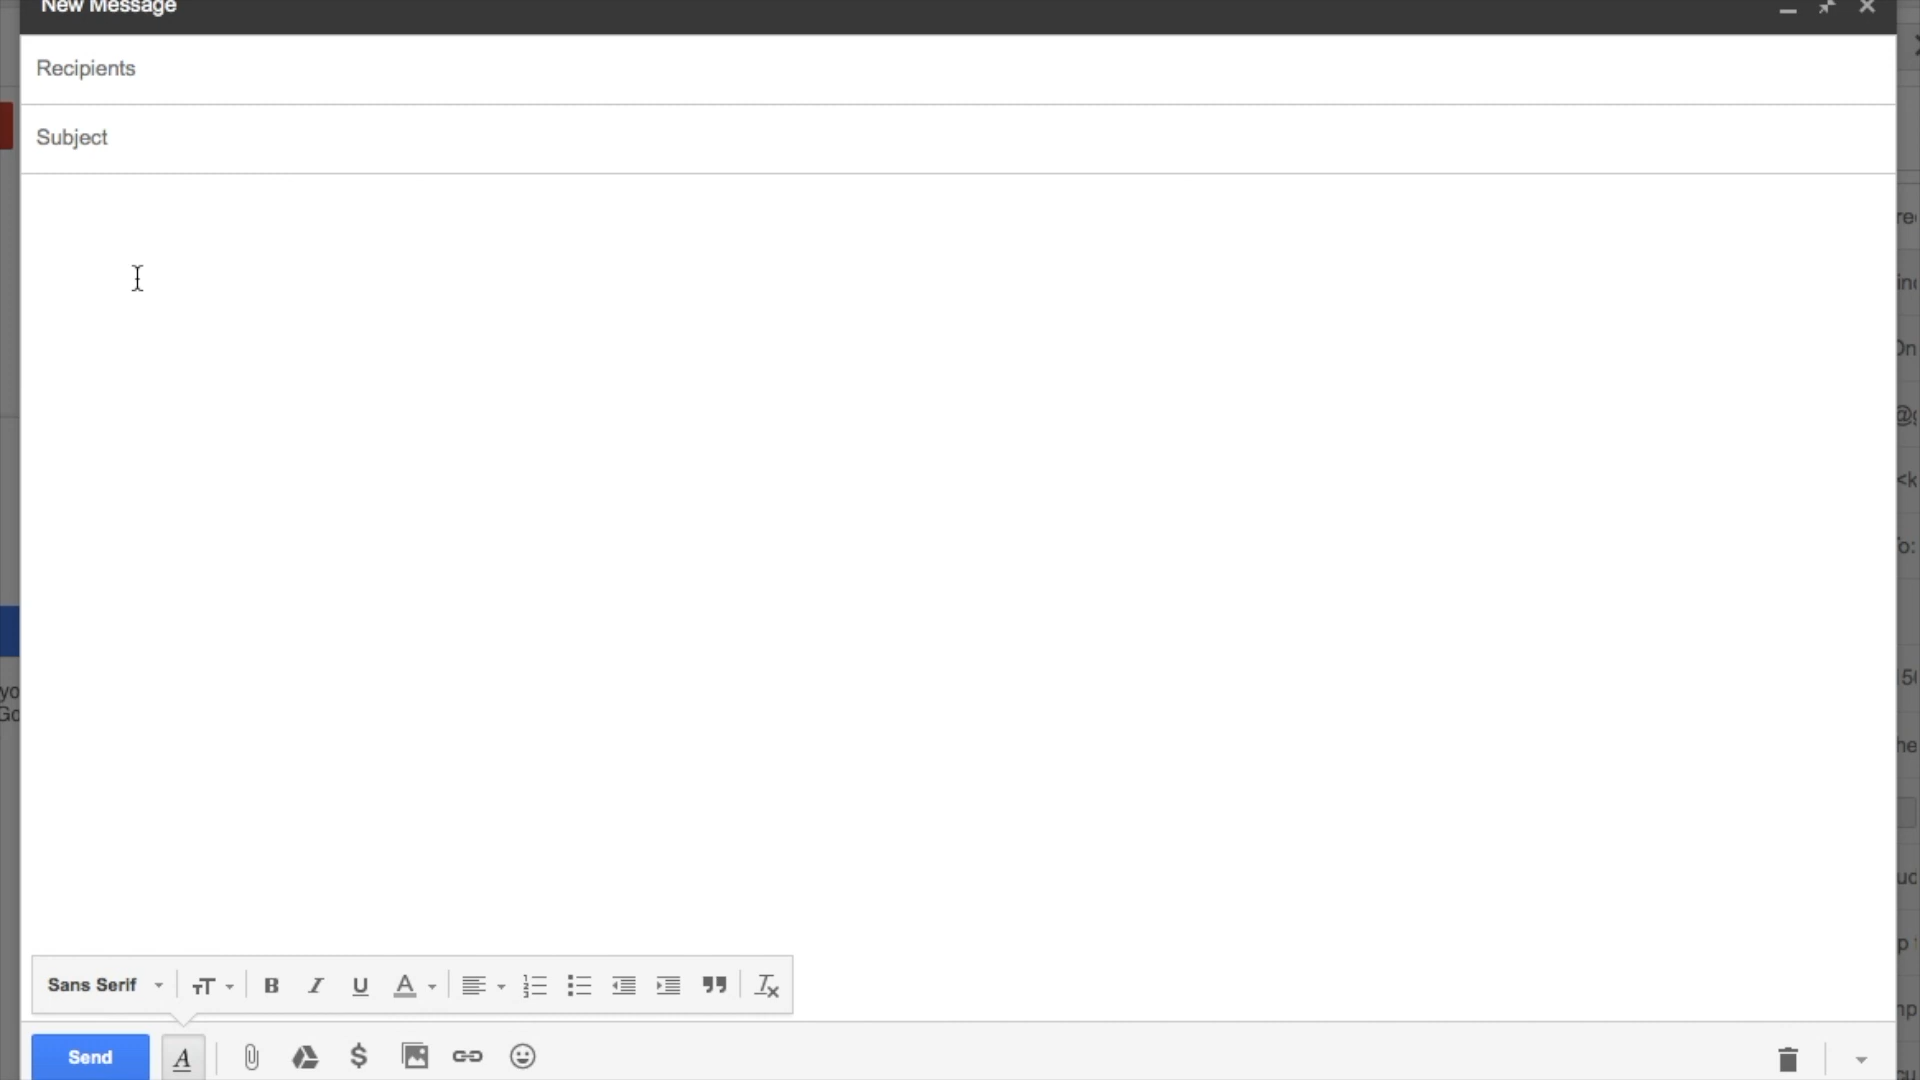 New Message
Recipients
Subject
Sans Serif
Send